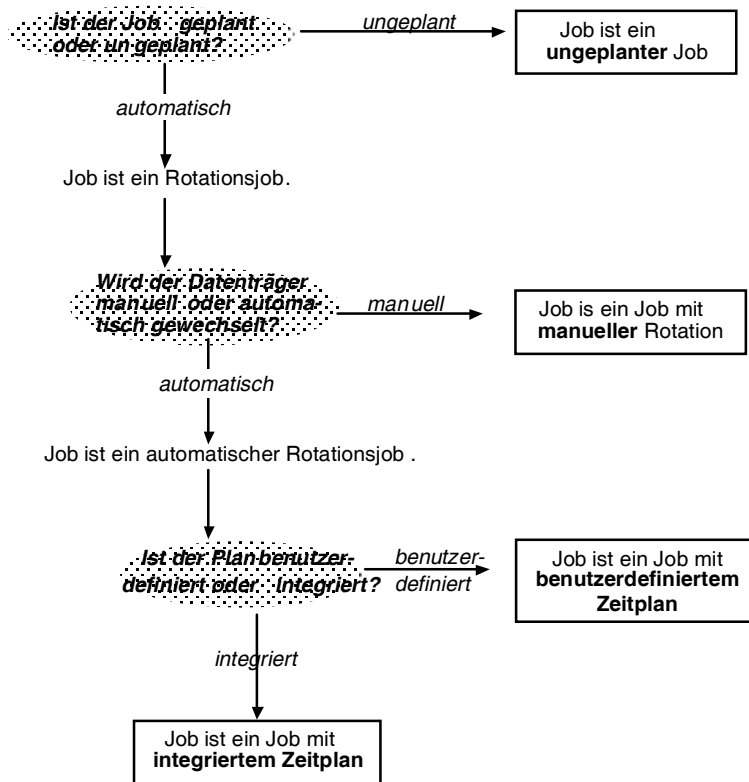 Ist der Job geplant
oder un geplant?
ungeplant
Job ist ein
ungeplanter Job
automatisch
Job ist ein Rotationsjob.
Wird der Datenträger
manuell oder automa-
tisch gewechselt?
manuell
Job is ein Job mit
manueller Rotation
automatisch
Job ist ein automatischer Rotationsjob .
Ist der Plan benutzer-
definiert oder integriert?
benutzer-
definiert
Job ist ein Job mit
benutzerdefiniertem
Zeitplan
integriert
Job ist ein Job mit
integriertem Zeitplan